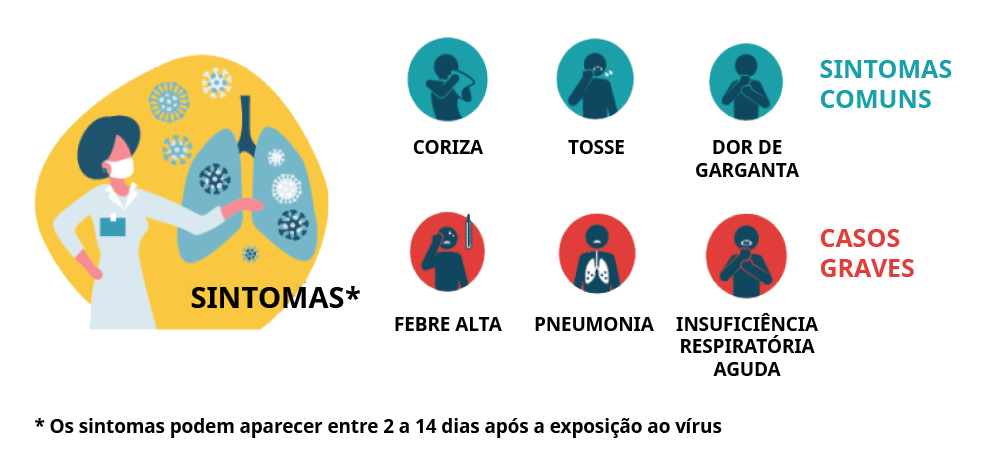 CORIZA
TOSSE
DOR DE
GARGANTA
SINTOMAS
COMUNS
SINTOMAS*
FEBRE ALTA
PNEUMONIA
INSUFICIÊNCIA
RESPIRATÓRIA
AGUDA
CASOS
GRAVES
* Os sintomas podem aparecer entre 2 a 14 dias após a exposição ao vírus